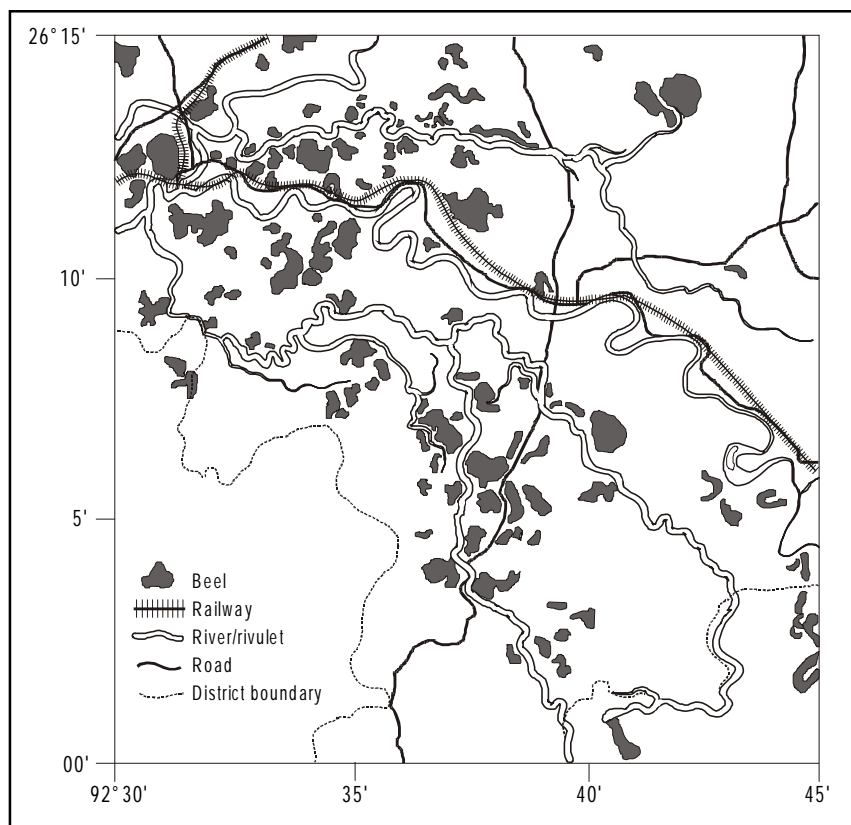 26°15'
10'
5'
Beel
Railway
River/rivulet
Road
District boundary
00'
92°30'
35'
40'
45'